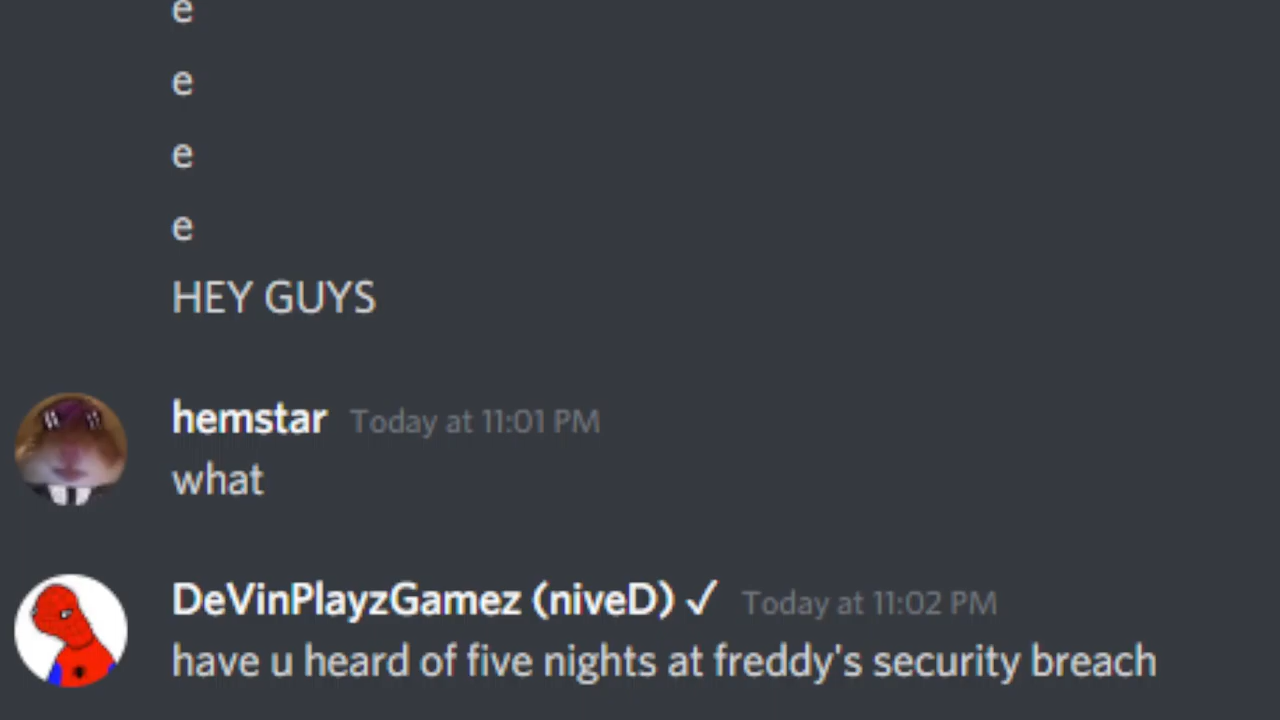 e
e
e
e
HEY GUYS
hemstar Today at 11:01 PM
what
DeVinPlayzGamez (niveD) ✓ Today at 11:02 PM
have u heard of five nights at freddy's security breach